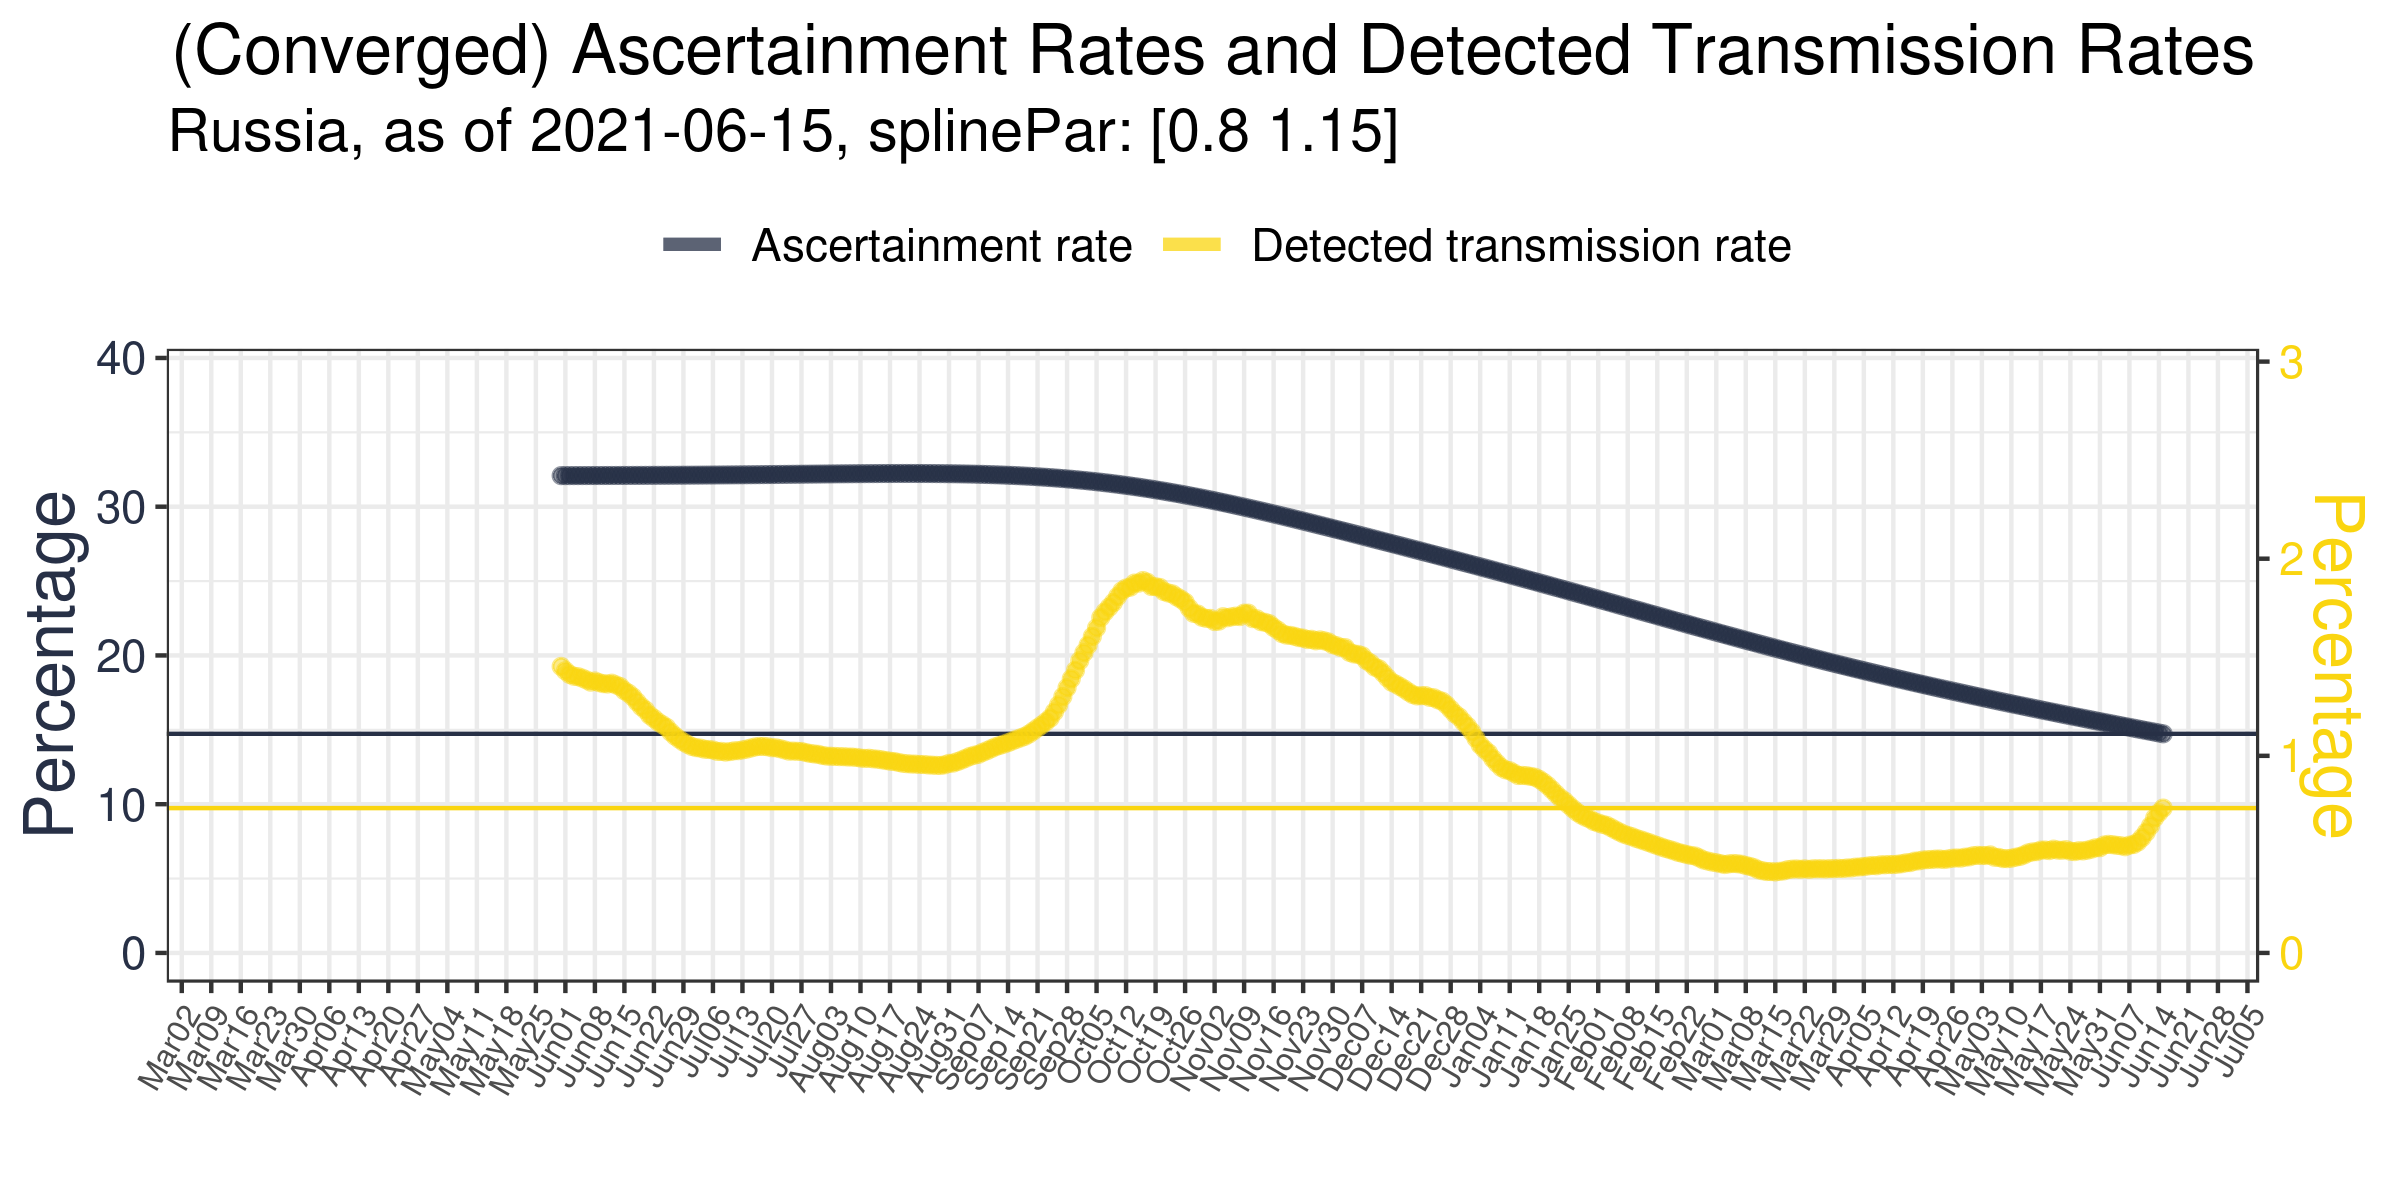 (Converged) Ascertainment Rates and Detected Transmission Rates
Russia, as of 2021-06-15, splinePar: [0.8 1.15]
Ascertainment rate
Detected transmission rate
Percentage
40
30
20
10
0
3
2
1
0
Percentage
Mar02
Mar09
Mar16
Mar23
Mar30
Apr06
Apr13
Apr20
Apr27
May04
May11
May18
May25
Jun01
Jun08
Jun15
Jun22
Jun29
Jul06
Jul13
Jul20
Jul27
Aug03
Aug10
Aug17
Aug24
Aug31
Sep07
Sep14
Sep21
Sep28
Oct05
Oct12
Oct19
Oct26
Nov02
Nov09
Nov16
Nov23
Nov30
Dec07
Dec14
Dec21
Dec28
Jan04
Jan11
Jan18
Jan25
Feb01
Feb08
Feb15
Feb22
Mar01
Mar08
Mar15
Mar22
Mar29
Apr05
Apr12
Apr19
Apr26
May03
May10
May17
May24
May31
Jun07
Jun14
Jun21
Jun28
Jul05